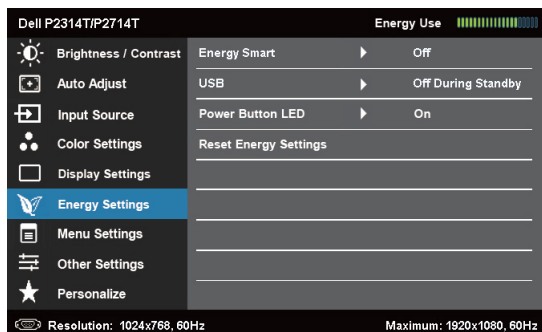 Dell P2314T/P2714T Energy Use
Brightness / Contrast Energy Smart Off
Auto Adjust USB Off During Standby
Input Source Power Button LED On
Color Settings Reset Energy Settings
Display Settings
Energy Settings
Menu Settings
Other Settings
Personalize
Resolution: 1024x768, 60Hz Maximum: 1920x1080, 60Hz